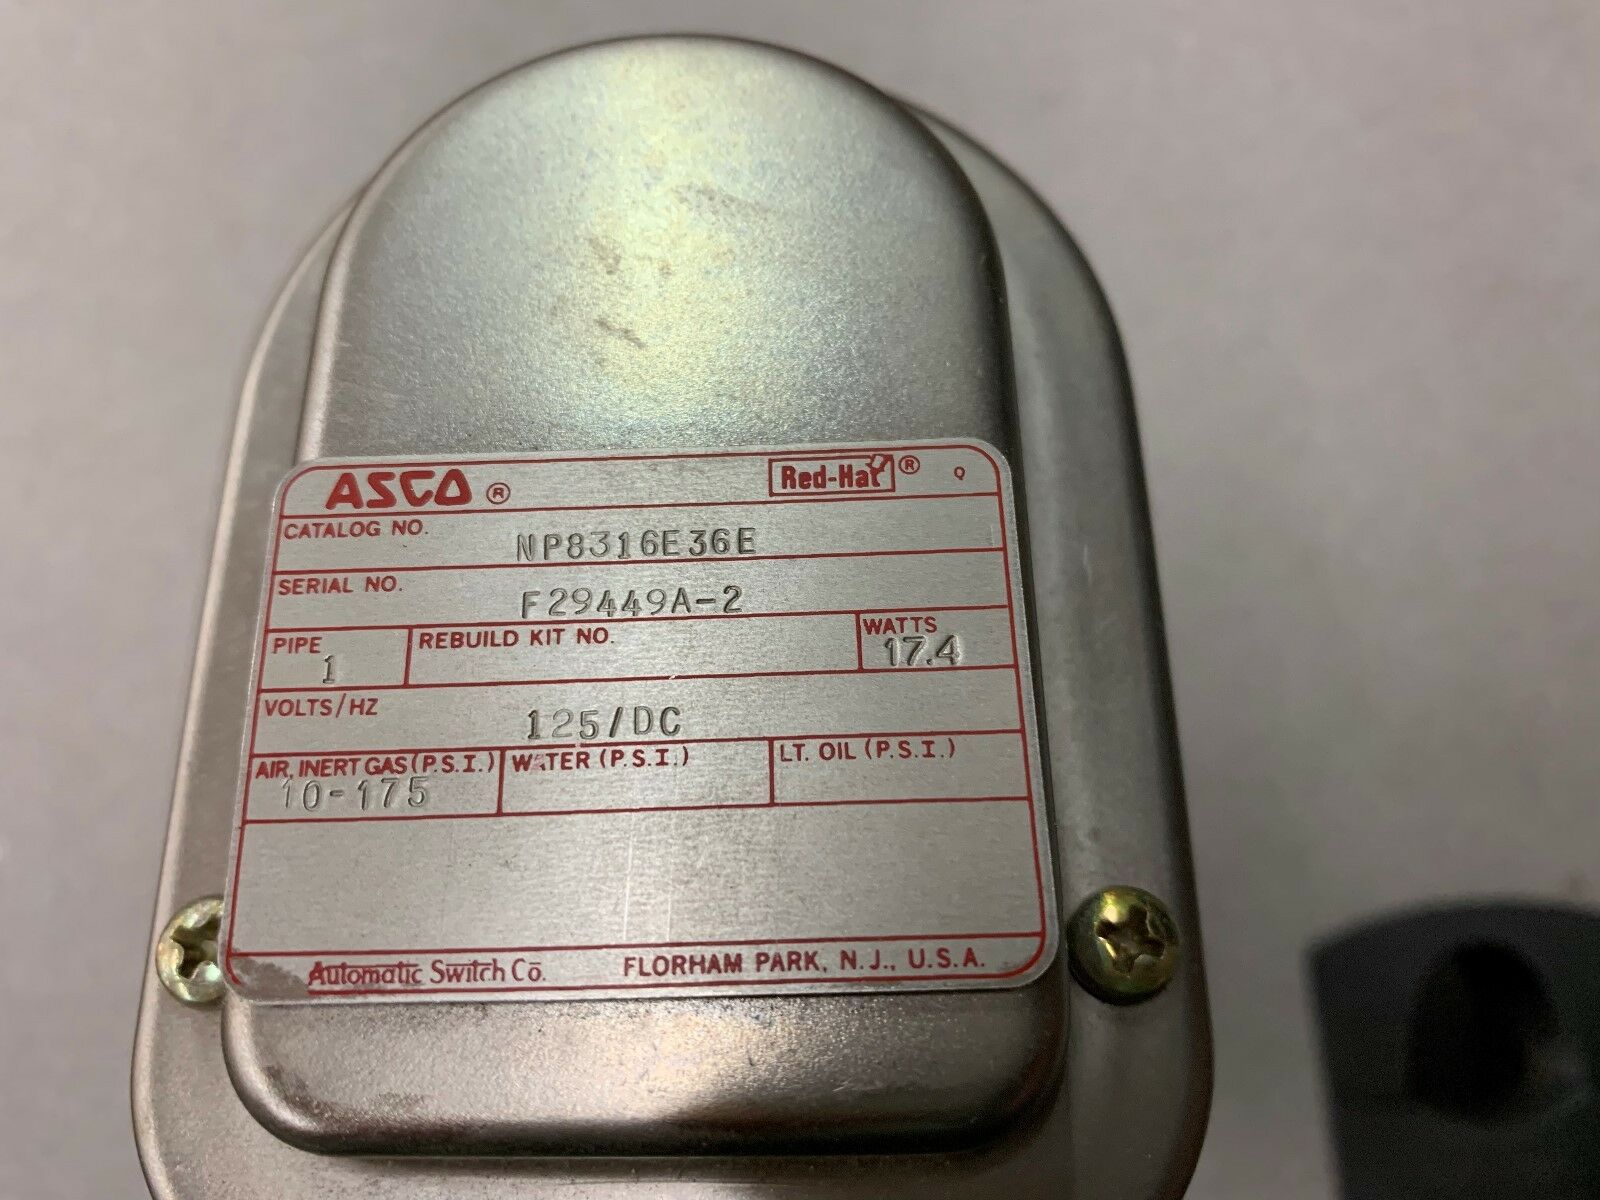 ASCO ® Red-Hat ® Q
CATALOG NO. NP8316E36E
SERIAL NO. F29449A-2
PIPE 1 REBUILD KIT NO. WATTS 17.4
VOLTS/HZ 125/DC
AIR, INERT GAS (P.S.I.) 10-175 WATER (P.S.I.) LT. OIL (P.S.I.)
Automatic Switch Co. FLORHAM PARK, N.J., U.S.A.